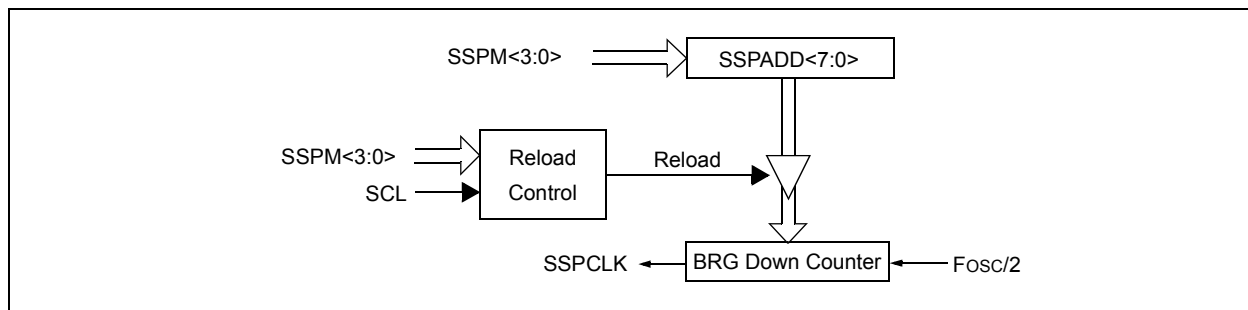 SSPM<3:0>
SSPADD<7:0>
SSPM<3:0>
SCL
Reload
Control
Reload
SSPCLK
BRG Down Counter
FOSC/2